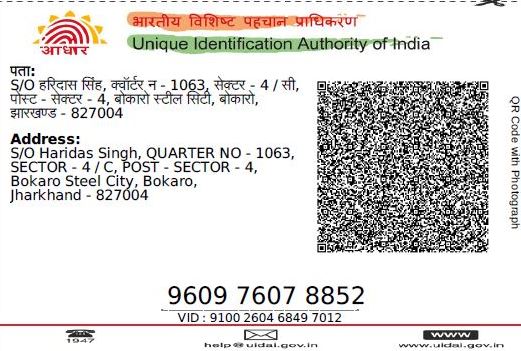 भारतीय विशिष्ट पहचान प्राधिकरण
Unique Identification Authority of India
आधार
पता:
S/O हरिदास सिंह, क्वॉर्टर न - 1063, सेक्टर - 4 / सी,
पोस्ट - सेक्टर - 4, बोकारो स्टील सिटी, बोकारो,
झारखण्ड - 827004
Address:
S/O Haridas Singh, QUARTER NO - 1063,
SECTOR - 4 / C, POST - SECTOR - 4,
Bokaro Steel City, Bokaro,
Jharkhand - 827004
QR Code with Photograph
9609 7607 8852
VID : 9100 2604 6849 7012
1947
help@uidai.gov.in
www
www.uidai.gov.in